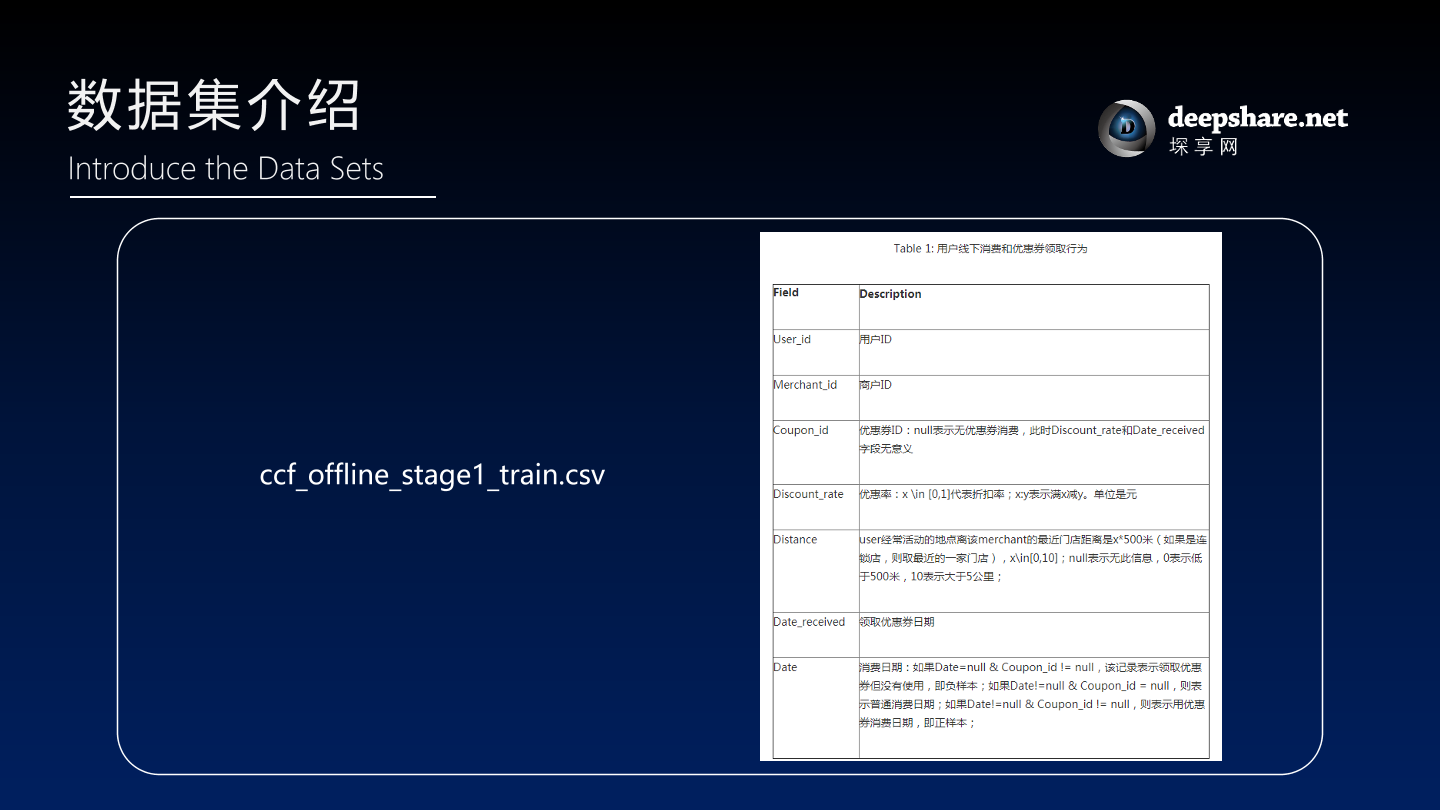 数据集介绍
Introduce the Data Sets
deepshare.net
深享网
ccf_offline_stage1_train.csv
Table 1: 用户线下消费和优惠券领取行为
Field Description
User_id 用户ID
Merchant_id 商户ID
Coupon_id 优惠券ID：null表示无优惠券消费，此时Discount_rate和Date_received
字段无意义
Discount_rate 优惠率：x \in [0,1]代表折扣率；x:y表示满x减y。单位是元
Distance user经常活动的地点离该merchant的最近门店距离是x*500米（如果是连
锁店，则取最近的一家门店），x\in[0,10]；null表示无此信息，0表示低
于500米，10表示大于5公里；
Date_received 领取优惠券日期
Date 消费日期：如果Date=null & Coupon_id != null，该记录表示领取优惠
券但没有使用，即负样本；如果Date!=null & Coupon_id = null，则表
示普通消费日期；如果Date!=null & Coupon_id != null，则表示用优惠
券消费日期，即正样本；